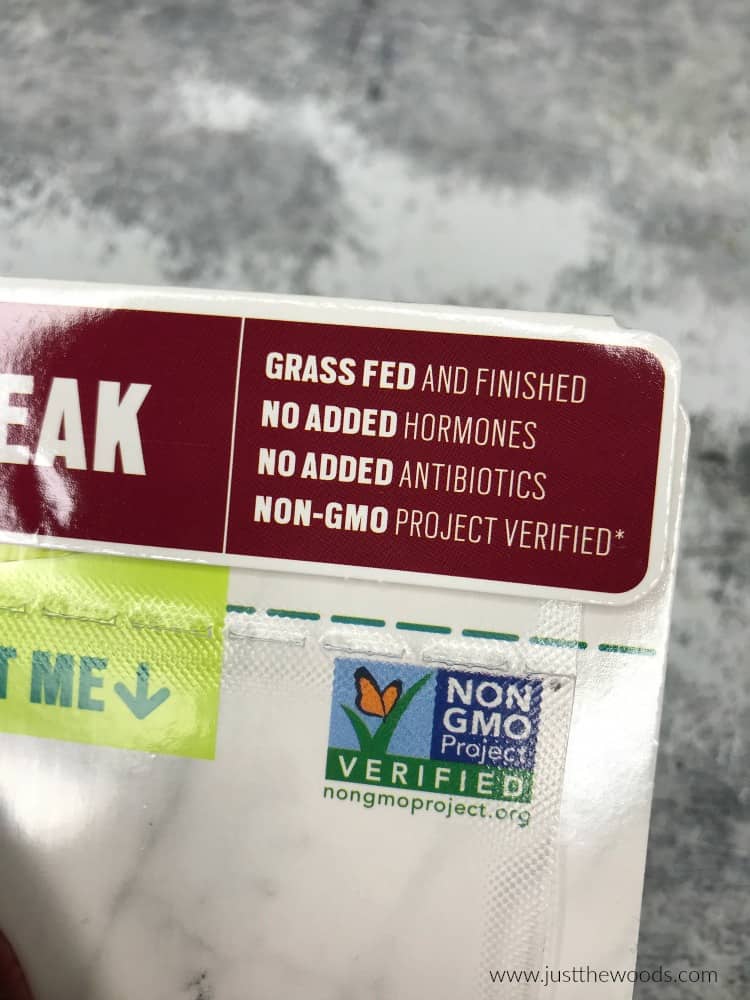 EAK
GRASS FED AND FINISHED
NO ADDED HORMONES
NO ADDED ANTIBIOTICS
NON-GMO PROJECT VERIFIED*
T ME
NON
GMO
Project
VERIFIED
nongmoproject.org
www.justthewoods.com